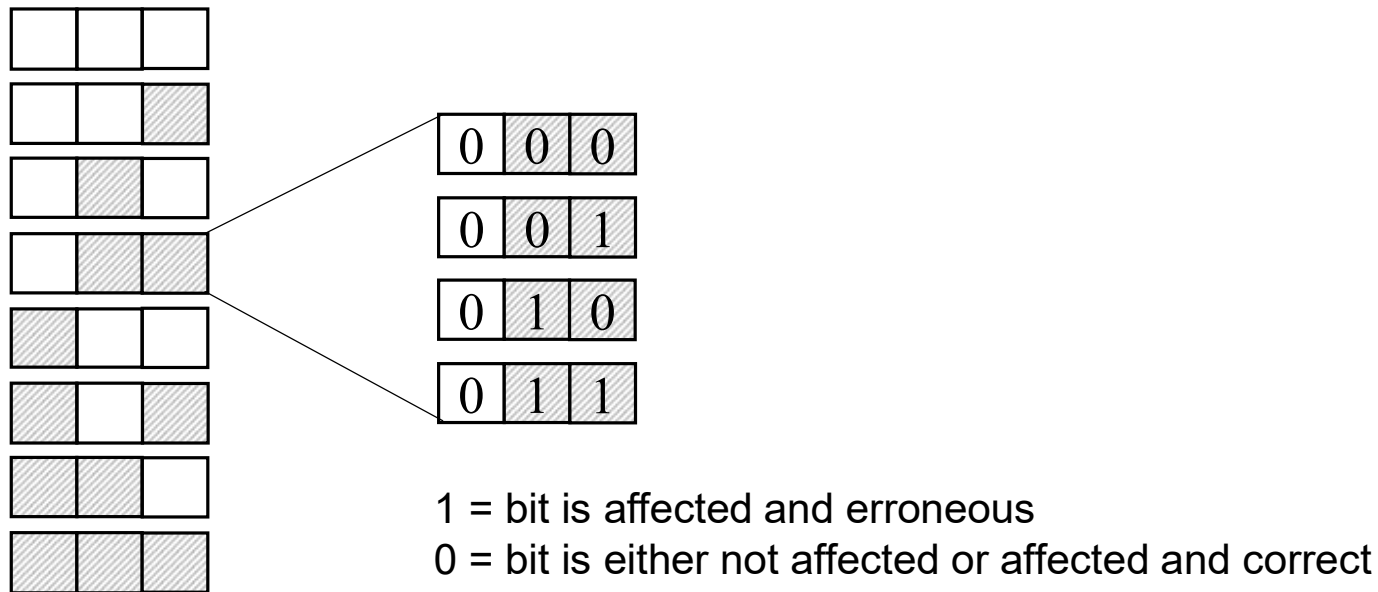 0 0 0
0 0 1
0 1 0
0 1 1
1 = bit is affected and erroneous
0 = bit is either not affected or affected and correct